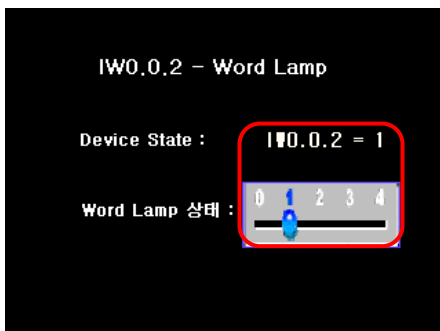 IW0.0.2 - Word Lamp
Device State : IW0.0.2 = 1
0 1 2 3 4
Word Lamp 상태 :